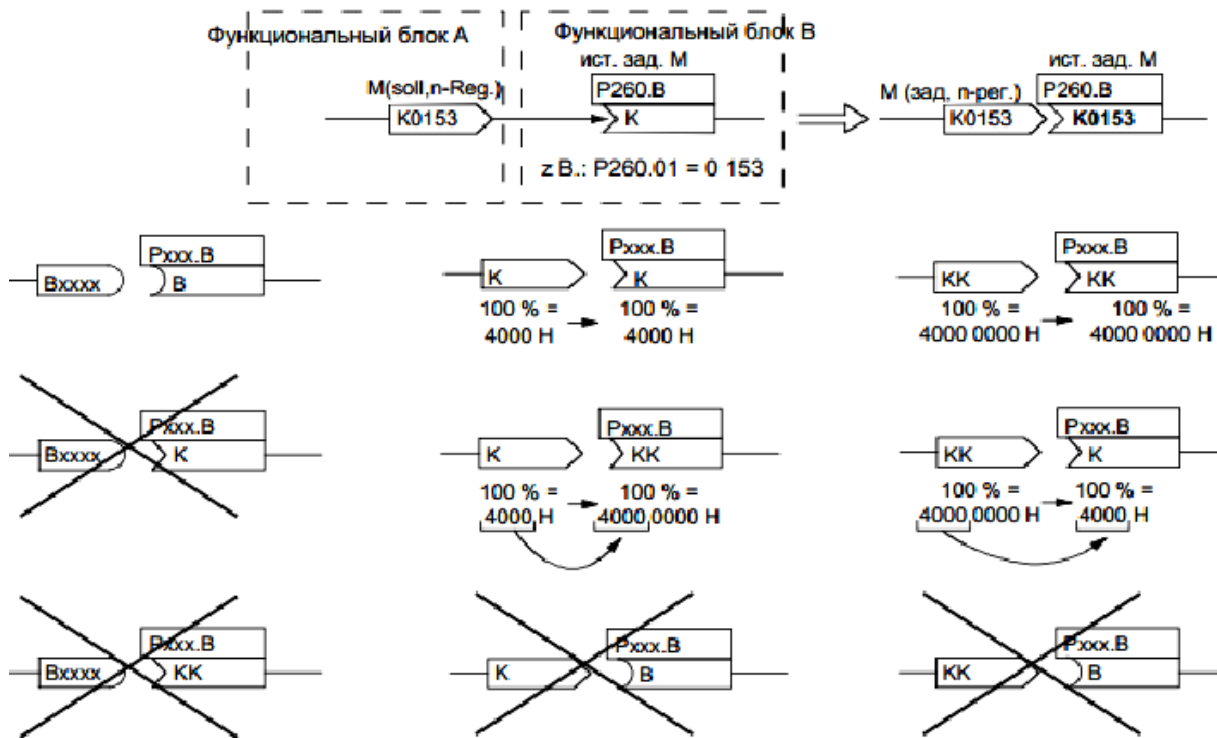 Функциональный блок A
Функциональный блок B
ист. зад. M
ист. зад. M
M(soll,n-Reg.)
P260.B
M (зад, n-рег.)
P260.B
K0153
K
K0153
K0153
z B.: P260.01 = 0 153
Pxxx.B
Pxxx.B
Pxxx.B
Bxxxx
B
K
K
KK
KK
100 % =
100 % =
100 % =
100 % =
4000 H
4000 H
4000 0000 H
4000 0000 H
Pxxx.B
Pxxx.B
Pxxx.B
Bxxxx
K
K
KK
KK
K
100 % =
100 % =
100 % =
100 % =
4000 H
4000 0000 H
4000 0000 H
4000 H
Pxxx.B
Pxxx.B
Pxxx.B
Bxxxx
KK
K
B
KK
B